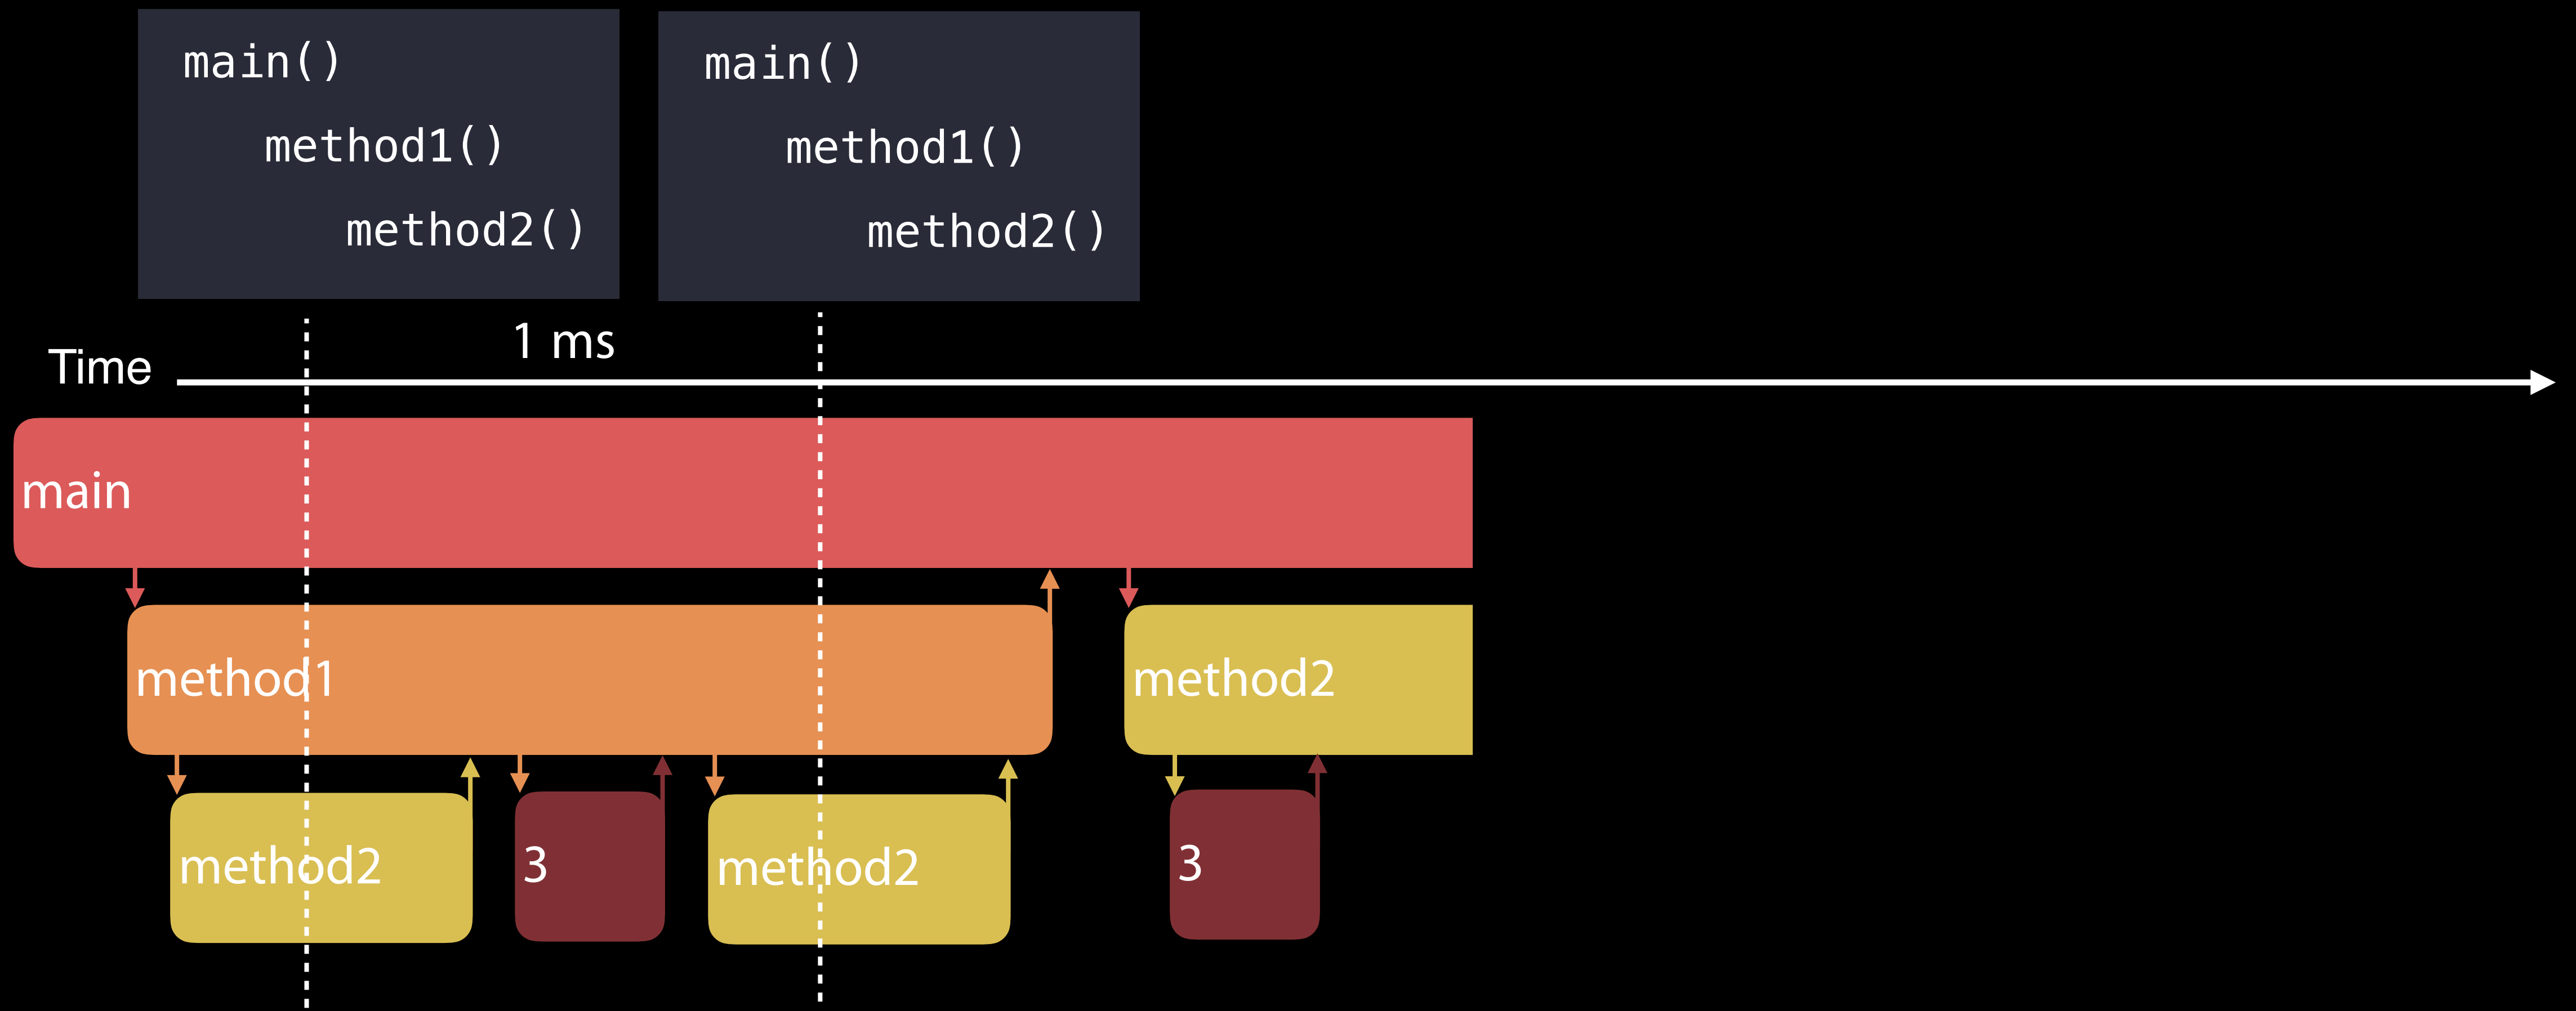 main()
method1()
method2()
main()
method1()
method2()
1 ms
Time
main
method1
method2
method2
3
method2
3